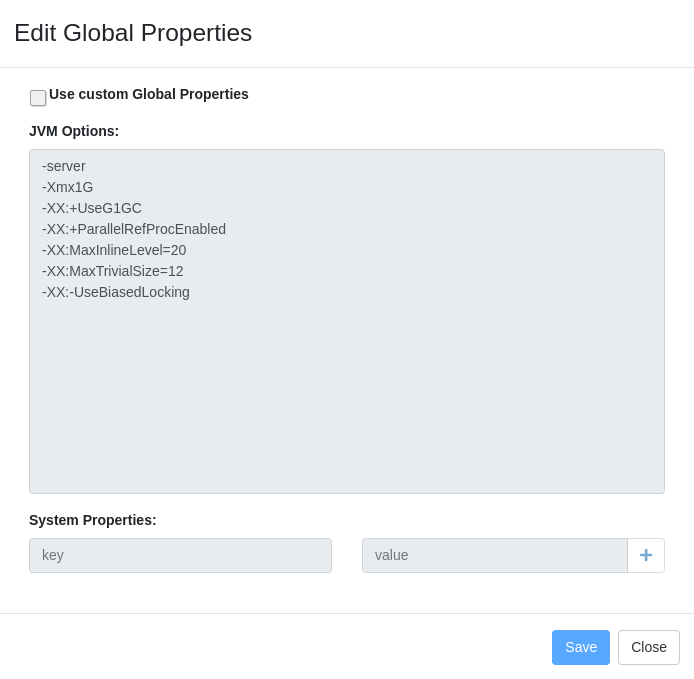 Edit Global Properties
Use custom Global Properties
JVM Options:
-server
-Xmx1G
-XX:+UseG1GC
-XX:+ParallelRefProcEnabled
-XX:MaxInlineLevel=20
-XX:MaxTrivialSize=12
-XX:-UseBiasedLocking
System Properties:
key value +
Save Close